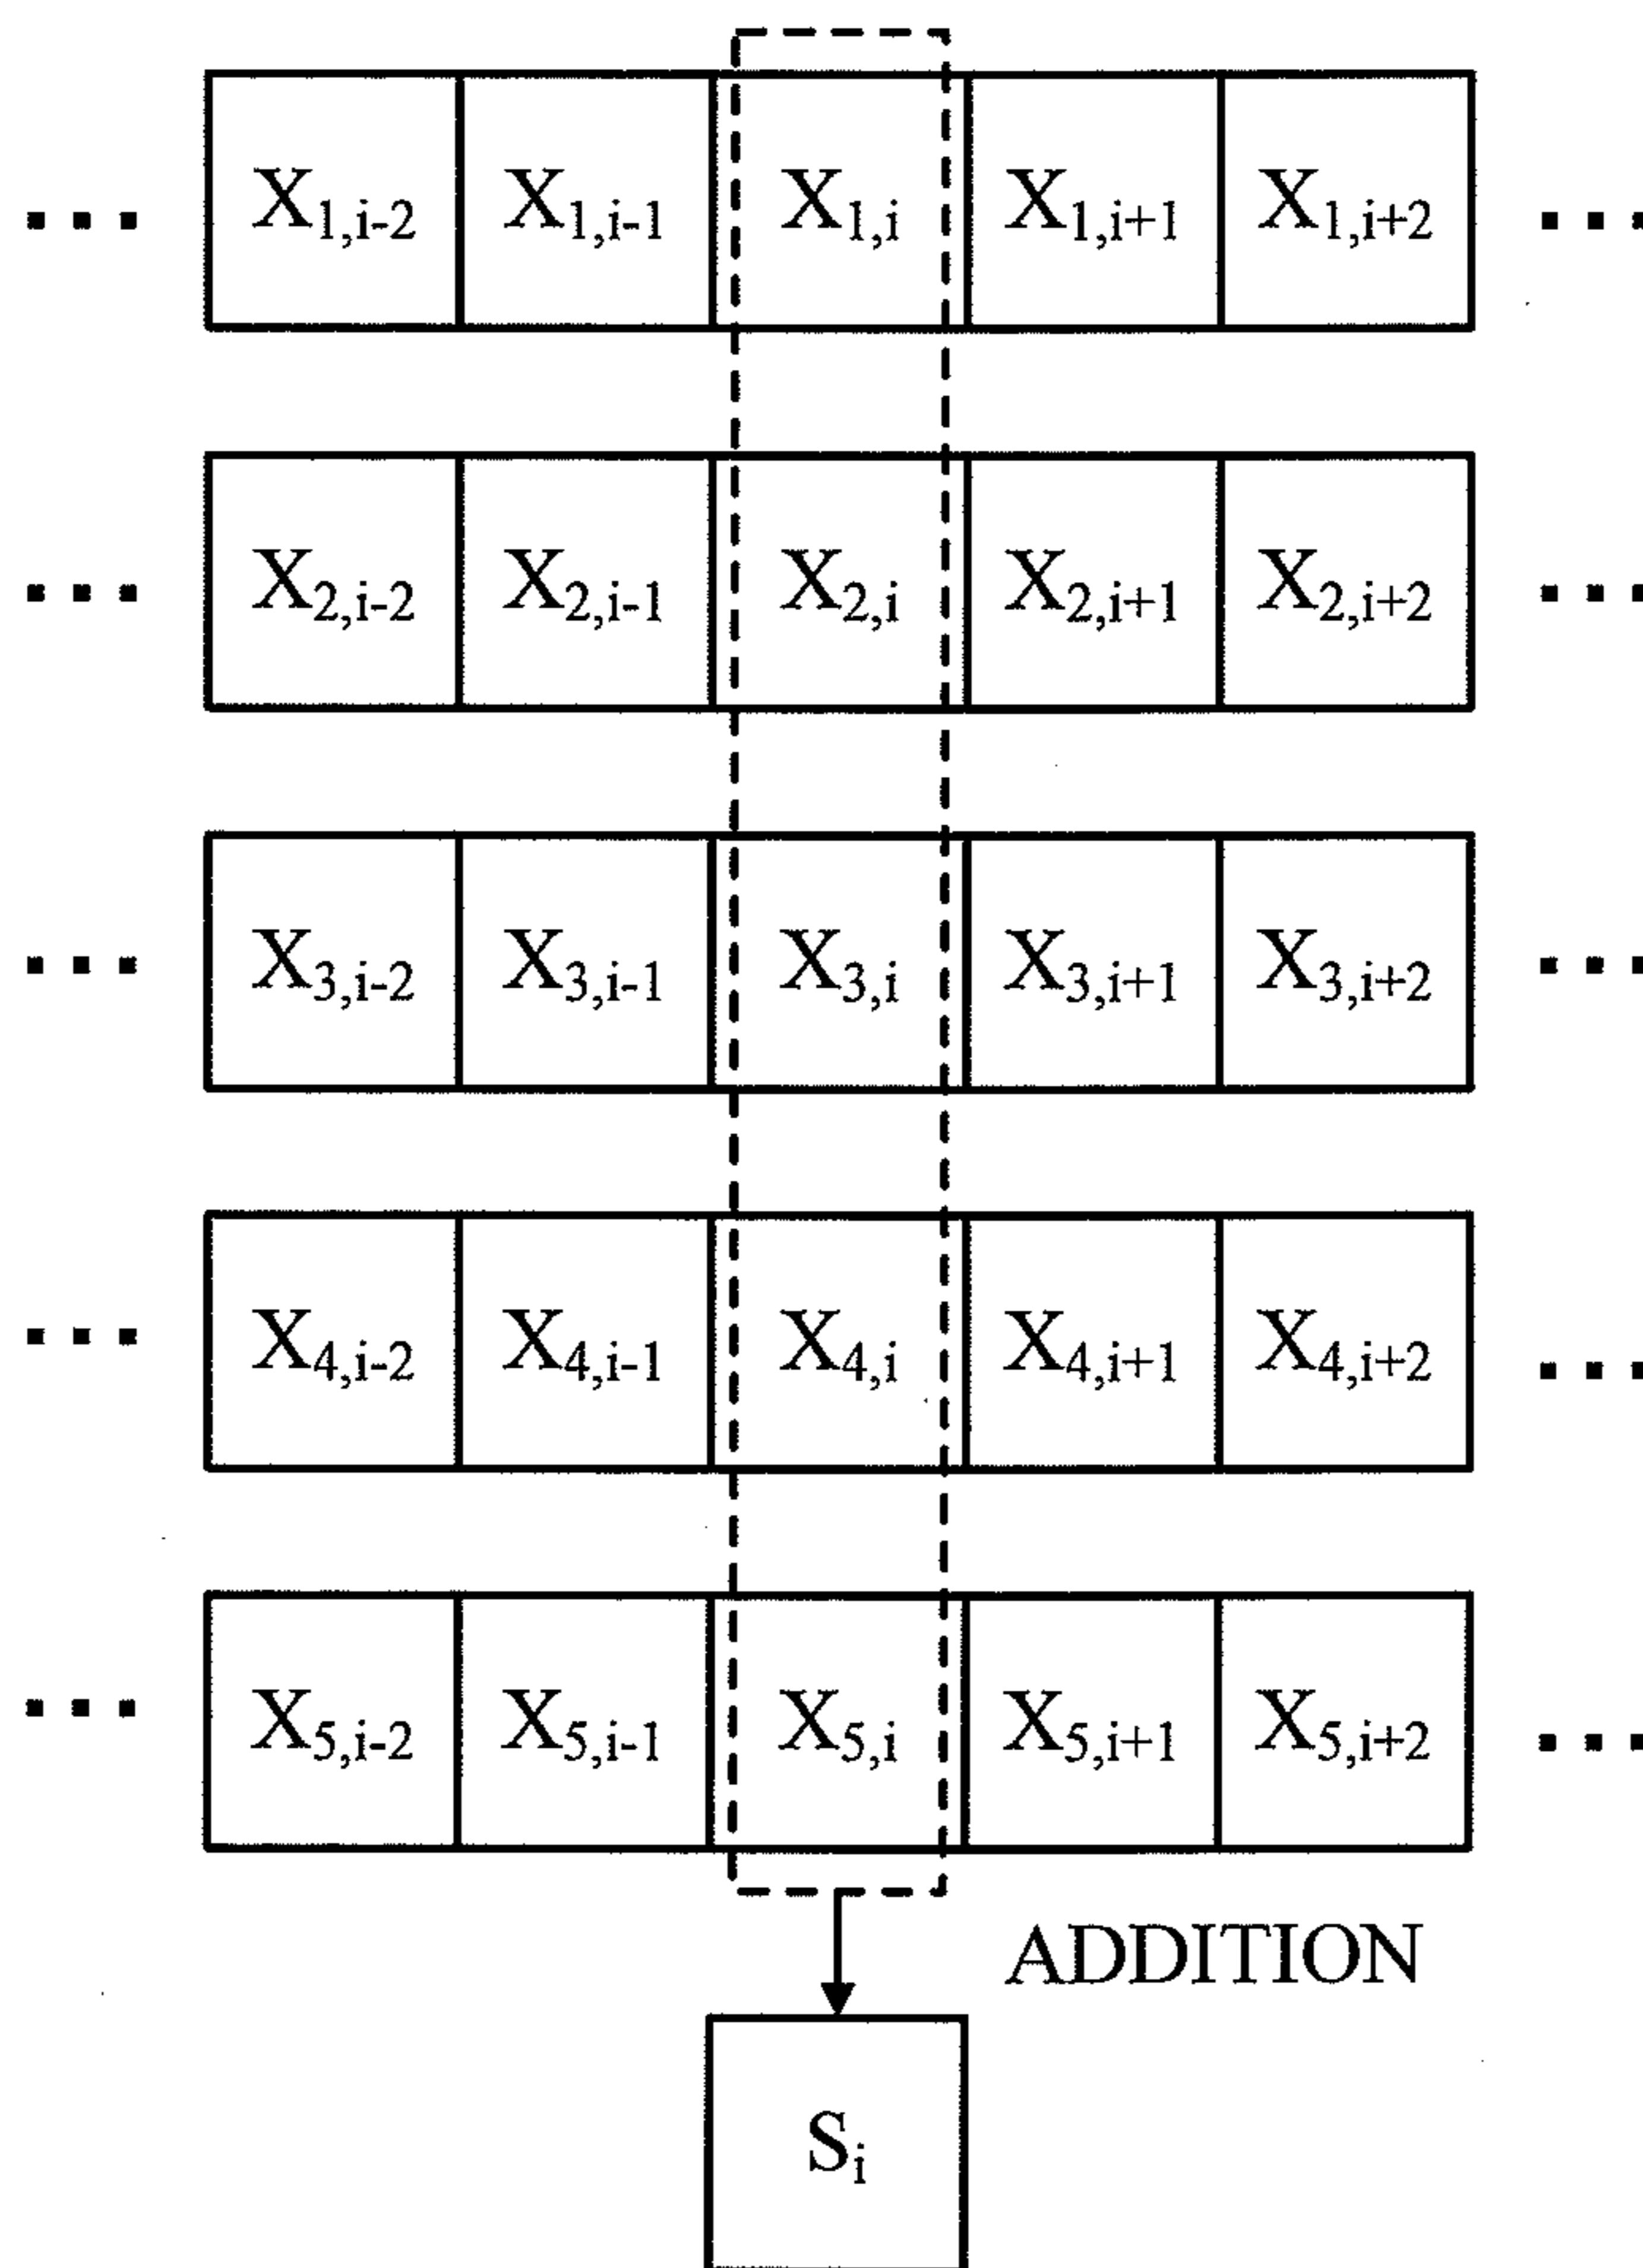 ... X1,i-2 X1,i-1 X1,i X1,i+1 X1,i+2 ...
... X2,i-2 X2,i-1 X2,i X2,i+1 X2,i+2 ...
... X3,i-2 X3,i-1 X3,i X3,i+1 X3,i+2 ...
... X4,i-2 X4,i-1 X4,i X4,i+1 X4,i+2 ...
... X5,i-2 X5,i-1 X5,i X5,i+1 X5,i+2 ...
ADDITION
Si